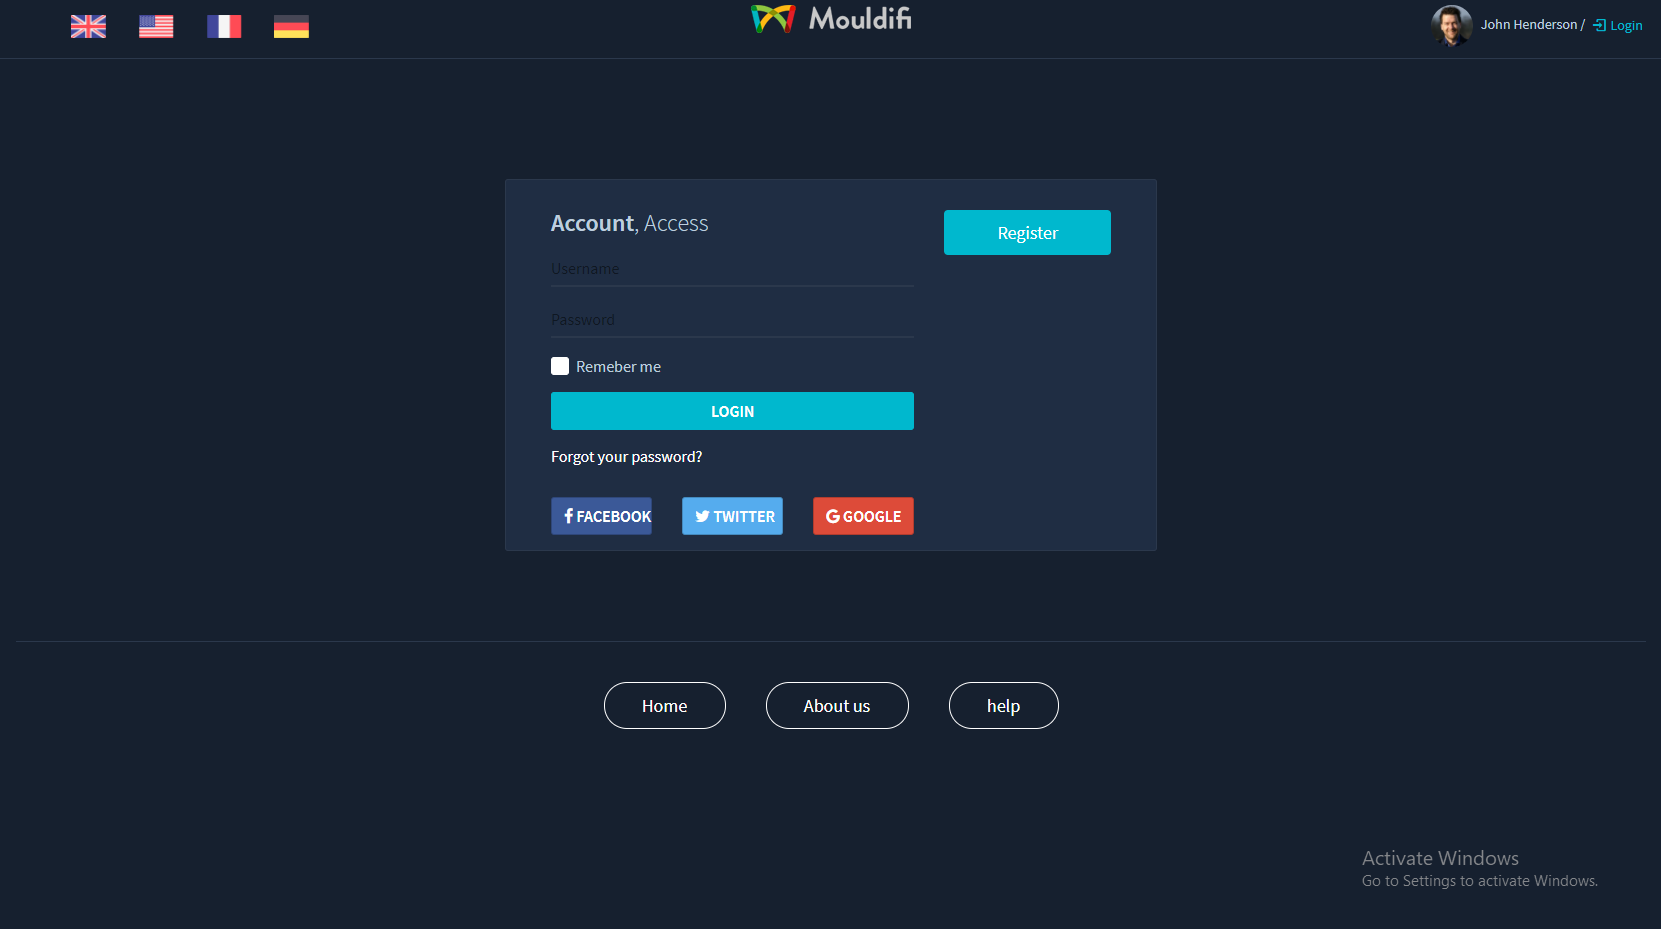 Mouldifi
John Henderson / Login
Account, Access
Register
Username
Password
Remeber me
LOGIN
Forgot your password?
FACEBOOK
TWITTER
GOOGLE
Home
About us
help
Activate Windows
Go to Settings to activate Windows.